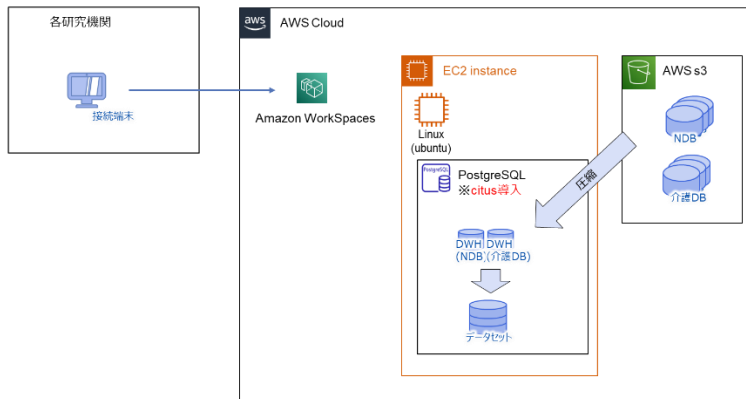 各研究機関
接続端末
aws
AWS Cloud
Amazon WorkSpaces
EC2 instance
Linux
(ubuntu)
PostgreSQL
PostgreSQL
※citus導入
DWH DWH
(NDB)(介護DB)
データセット
圧縮
AWS s3
NDB
介護DB